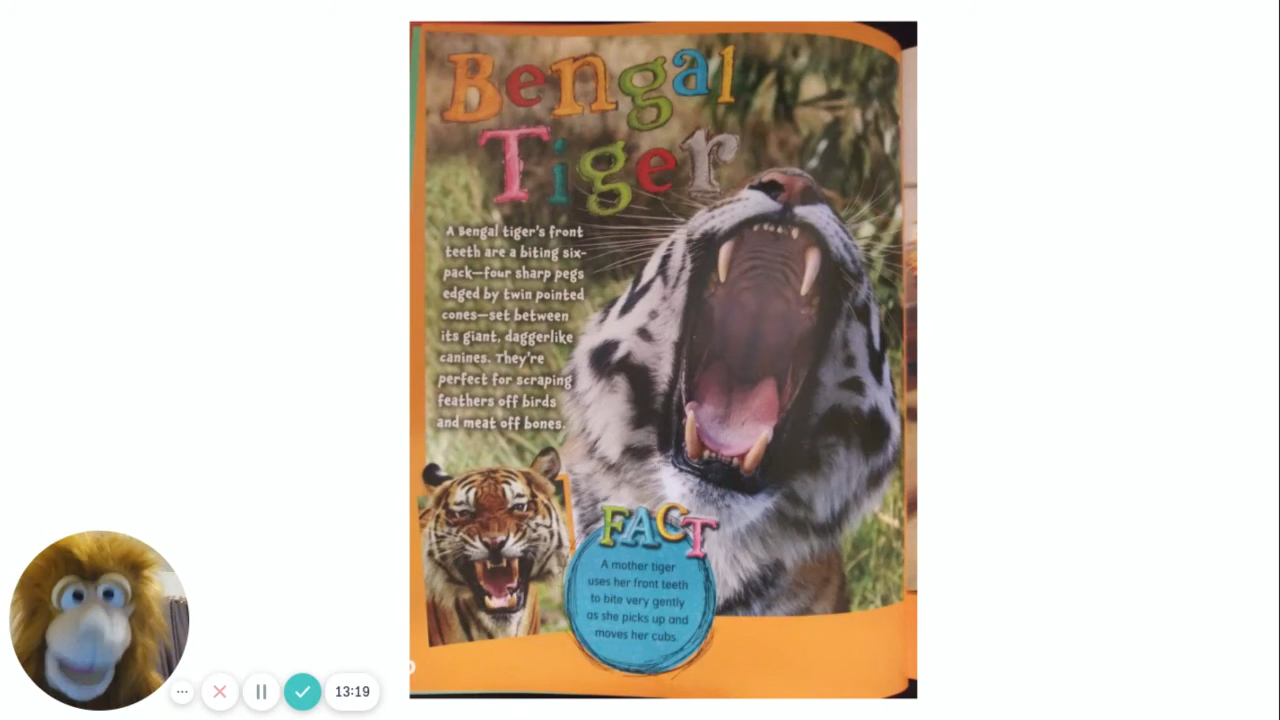 Bengal
Tiger
A Bengal tiger's front
teeth are a biting six-
pack—four sharp pegs
edged by twin pointed
cones—set between
its giant, daggerlike
canines. They're
perfect for scraping
feathers off birds
and meat off bones.
FACT
A mother tiger
uses her front teeth
to bite very gently
as she picks up and
moves her cubs.
13:19